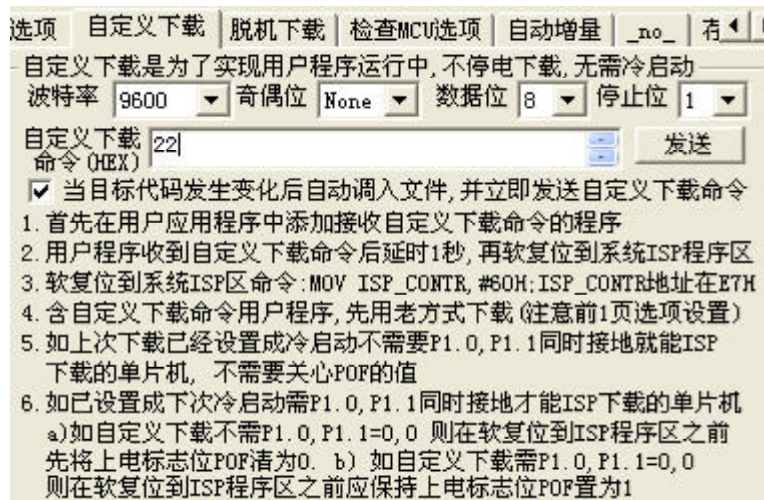 选项 自定义下载 脱机下载 检查MCU选项 自动增量 _no_ 存
自定义下载是为了实现用户程序运行中,不停电下载,无需冷启动
波特率 9600 奇偶位 None 数据位 8 停止位 1
自定义下载 22 发送
命令(HEX)
当目标代码发生变化后自动调入文件,并立即发送自定义下载命令
1.首先在用户应用程序中添加接收自定义下载命令的程序
2.用户程序收到自定义下载命令后延时1秒,再软复位到系统ISP程序区
3.软复位到系统ISP区命令:MOV ISP_CONTR,#60H;ISP_CONTR地址在E7H
4.含自定义下载命令用户程序,先用老方式下载(注意前1页选项设置)
5.如上次下载已经设置成冷启动不需要P1.0,P1.1同时接地就能ISP
下载的单片机, 不需要关心POF的值
6.如已设置成下次冷启动需P1.0,P1.1同时接地才能ISP下载的单片机
a)如自定义下载不需P1.0,P1.1=0,0 则在软复位到ISP程序区之前
先将上电标志位POF清为0. b) 如自定义下载需P1.0,P1.1=0,0
则在软复位到ISP程序区之前应保持上电标志位POF置为1